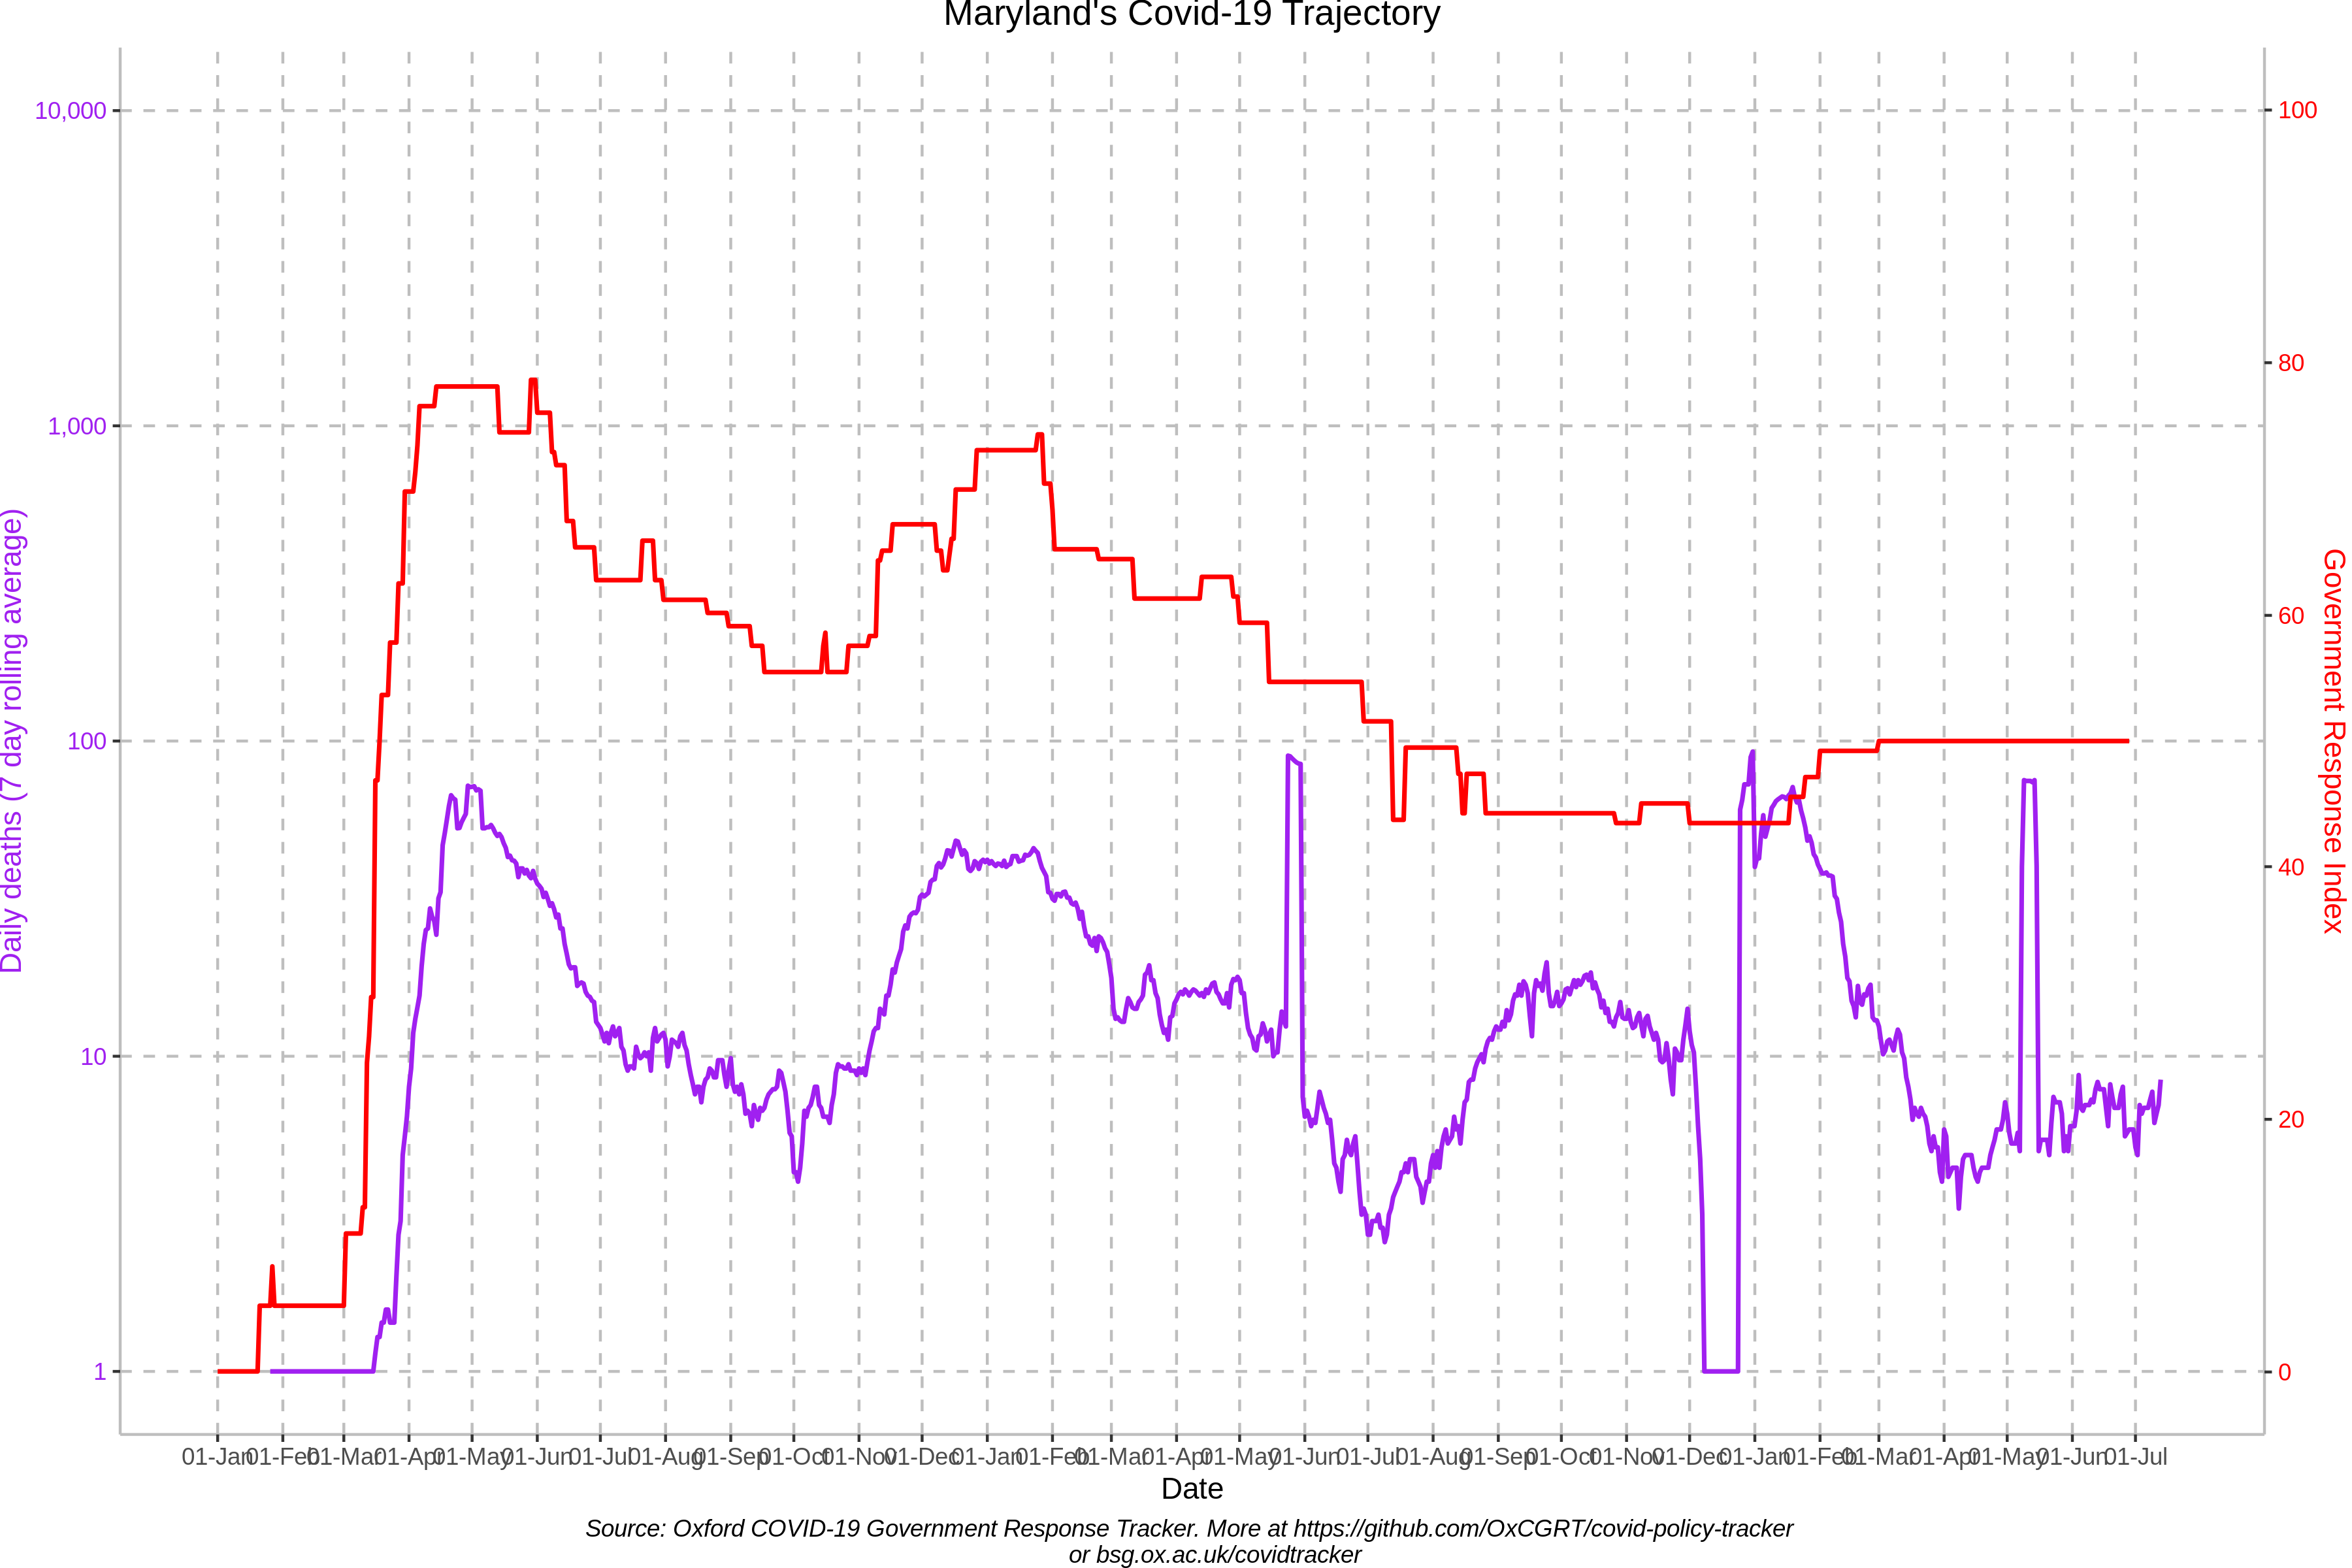 Maryland's Covid-19 Trajectory
10,000
1,000
100
10
1
Daily deaths (7 day rolling average)
100
80
60
40
20
0
Government Response Index
01-Jan 01-Feb 01-Mar 01-Apr 01-May 01-Jun 01-Jul 01-Aug 01-Sep 01-Oct 01-Nov 01-Dec 01-Jan 01-Feb 01-Mar 01-Apr 01-May 01-Jun 01-Jul 01-Aug 01-Sep 01-Oct 01-Nov 01-Dec 01-Jan 01-Feb 01-Mar 01-Apr 01-May 01-Jun 01-Jul
Date
Source: Oxford COVID-19 Government Response Tracker. More at https://github.com/OxCGRT/covid-policy-tracker
or bsg.ox.ac.uk/covidtracker